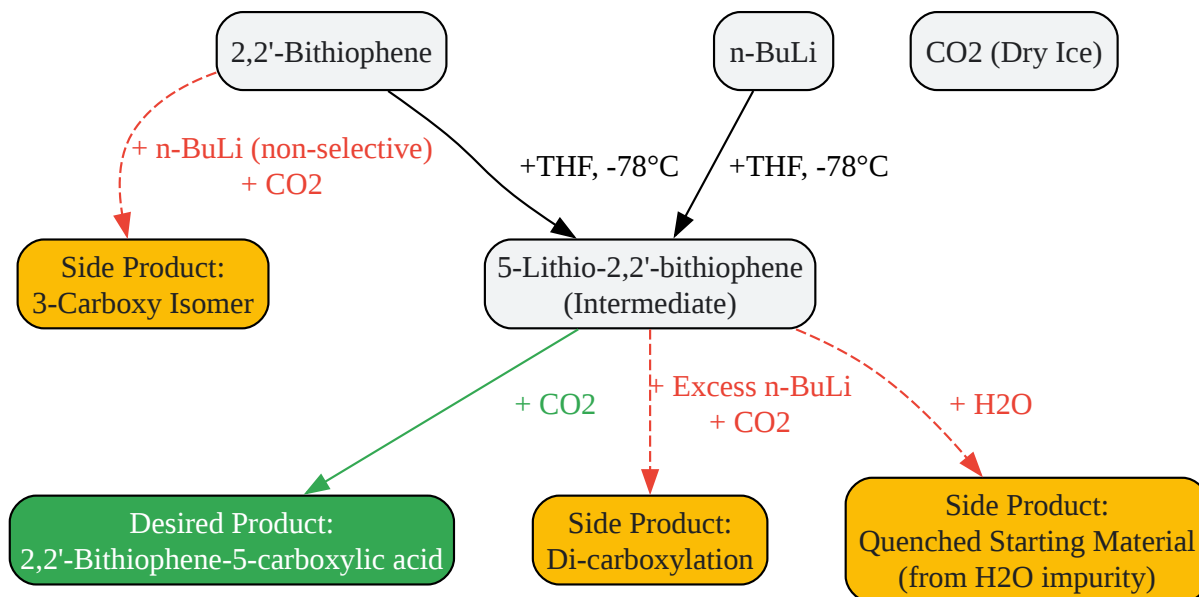 2,2'-Bithiophene
n-BuLi
CO2 (Dry Ice)
+ n-BuLi (non-selective)
+ CO2
+THF, -78°C
+THF, -78°C
Side Product:
3-Carboxy Isomer
5-Lithio-2,2'-bithiophene
(Intermediate)
+ CO2
+ Excess n-BuLi
+ CO2
+ H2O
Desired Product:
2,2'-Bithiophene-5-carboxylic acid
Side Product:
Di-carboxylation
Side Product:
Quenched Starting Material
(from H2O impurity)